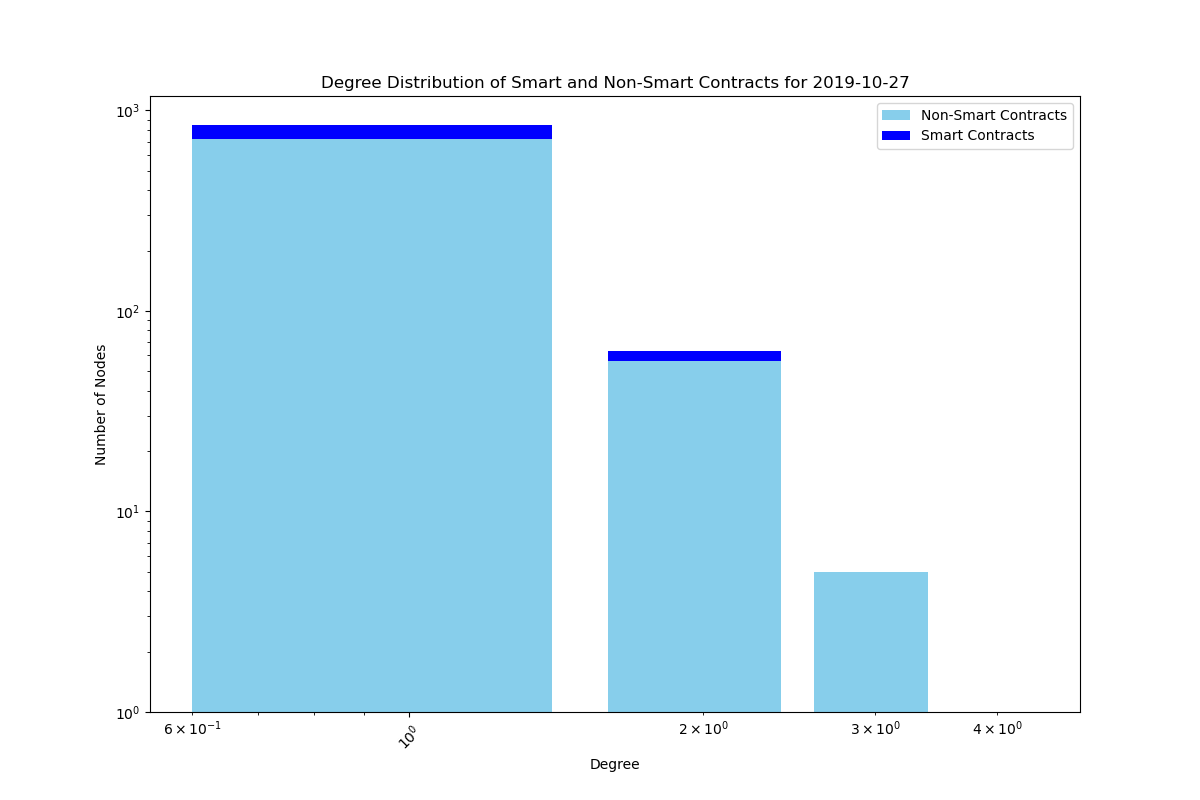 Degree Distribution of Smart and Non-Smart Contracts for 2019-10-27
Non-Smart Contracts
Smart Contracts
Number of Nodes
10³
10²
10¹
10⁰
6 × 10⁻¹
10⁰
2 × 10⁰
3 × 10⁰
4 × 10⁰
Degree